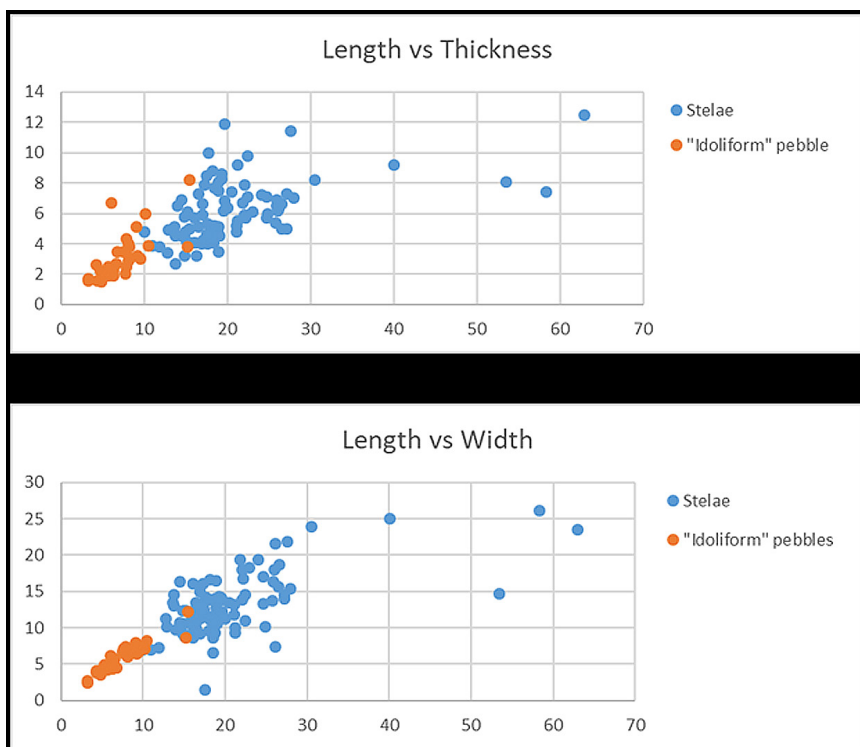 Length vs Thickness
14
12
10
8
6
4
2
0
0 10 20 30 40 50 60 70
Stelae
"Idoliform" pebble
Length vs Width
30
25
20
15
10
5
0
0 10 20 30 40 50 60 70
Stelae
"Idoliform" pebbles